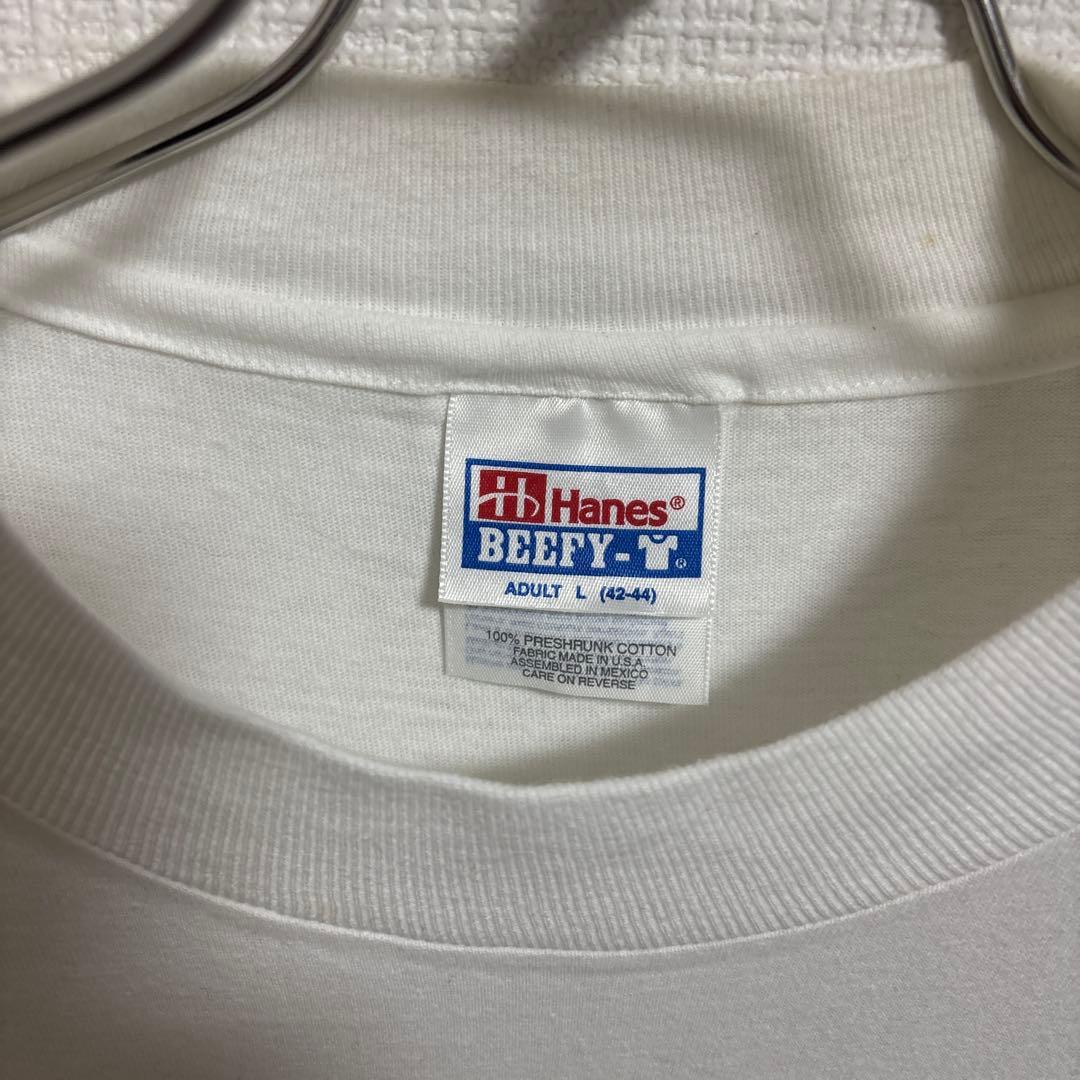 Hanes®
BEEFY-T®
ADULT L (42-44)
100% PRESHRUNK COTTON
FABRIC MADE IN U.S.A.
ASSEMBLED IN MEXICO
CARE ON REVERSE